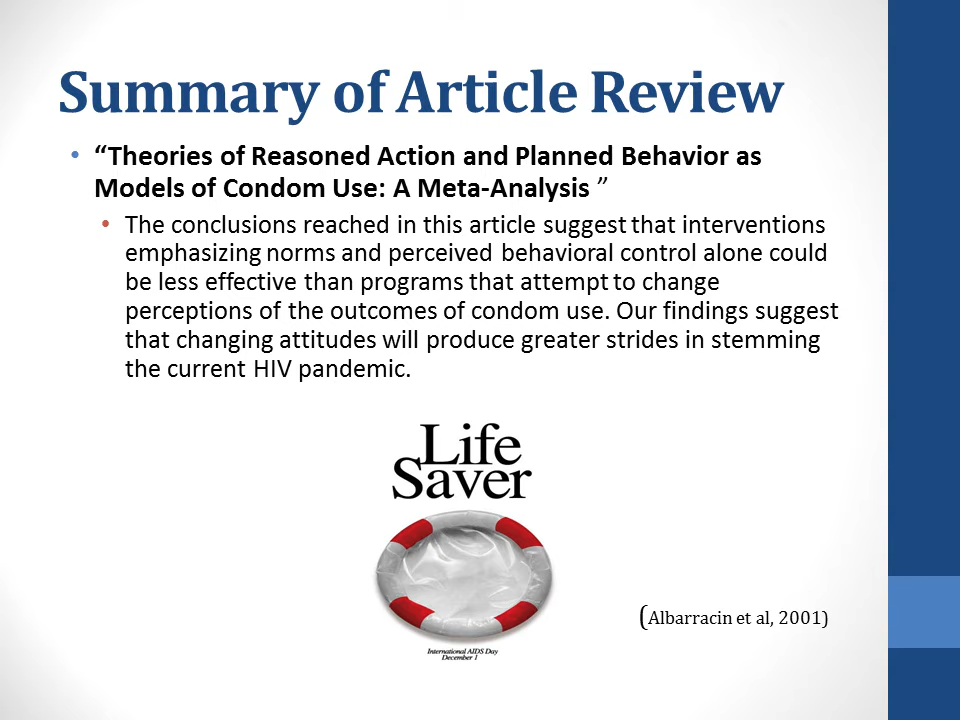 Summary of Article Review
• “Theories of Reasoned Action and Planned Behavior as
Models of Condom Use: A Meta-Analysis ”
• The conclusions reached in this article suggest that interventions
emphasizing norms and perceived behavioral control alone could
be less effective than programs that attempt to change
perceptions of the outcomes of condom use. Our findings suggest
that changing attitudes will produce greater strides in stemming
the current HIV pandemic.
Life
Saver
International AIDS Day
December 1
(Albarracin et al, 2001)